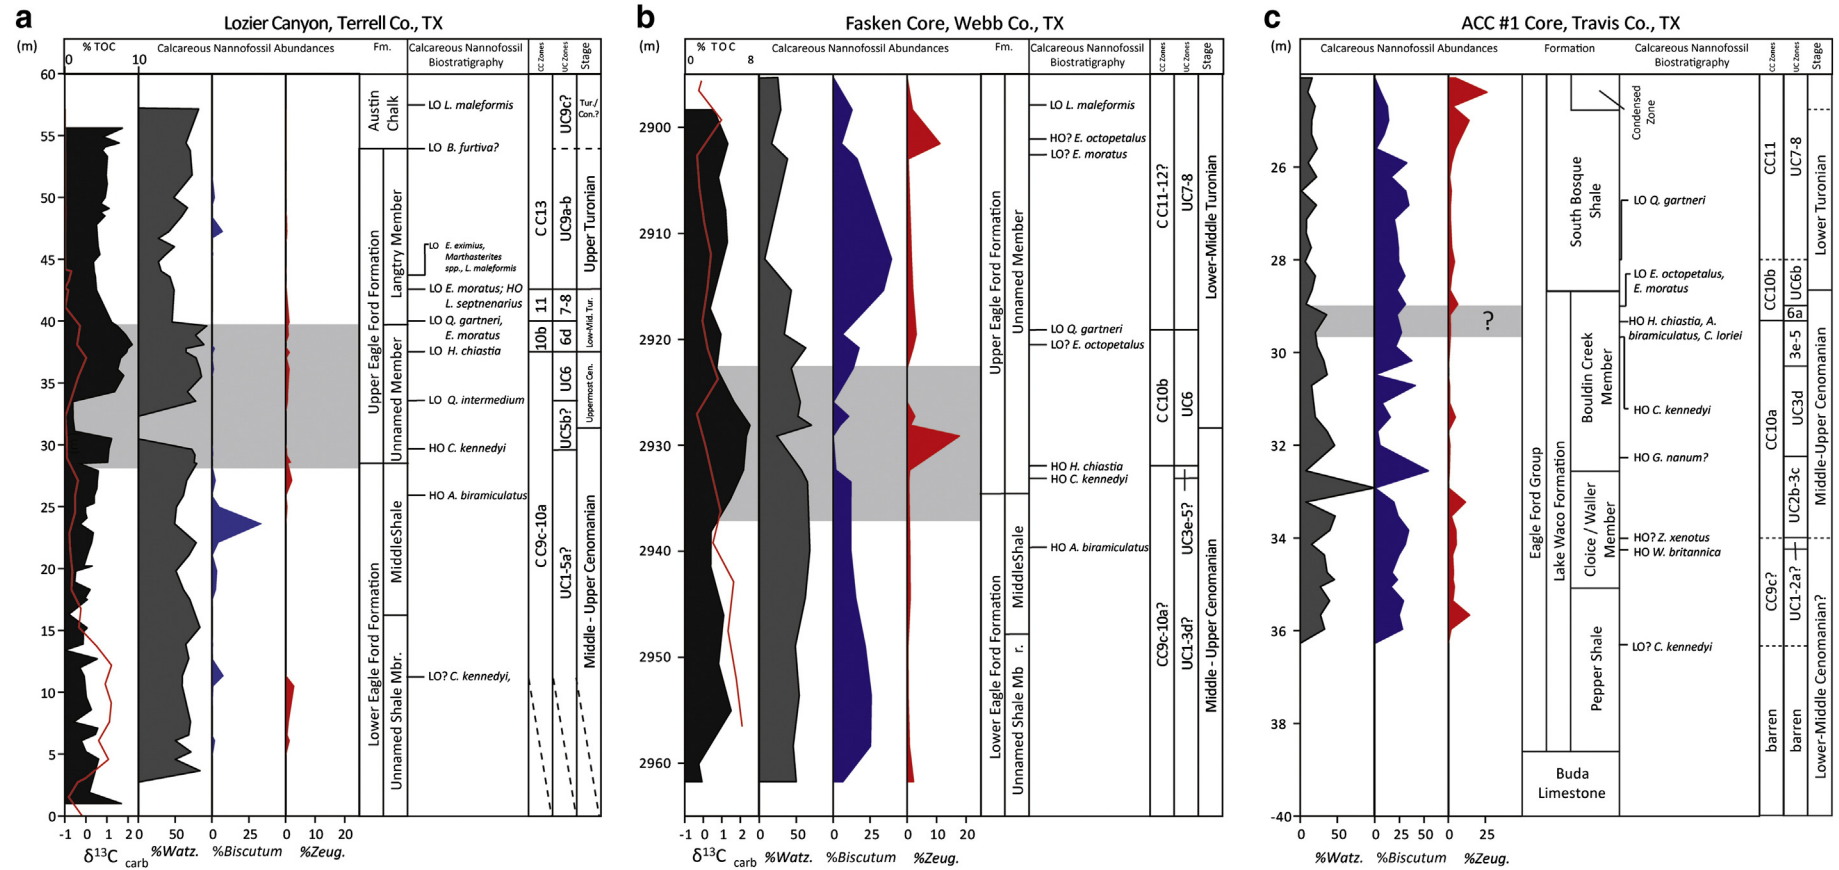 a
Lozier Canyon, Terrell Co., TX
(m)
% TOC
Calcareous Nannofossil Abundances
Fm.
Calcareous Nannofossil
Biostratigraphy
CC Zones
UC Zones
Stage
0
10
60
55
50
45
40
35
30
25
20
15
10
5
0
Austin
Chalk
Upper Eagle Ford Formation
Langtry Member
Unnamed Member
Lower Eagle Ford Formation
MiddleShale
Unnamed Shale Mbr.
LO L. maleformis
LO B. furtiva?
LO E. eximius,
Marthasterites
spp., L. maleformis
LO E. moratus; HO
L. septnenarius
LO Q. gartneri,
E. moratus
LO H. chiastia
LO Q. intermedium
HO C. kennedyi
HO A. biramiculatus
LO? C. kennedyi,
CC13
11
10b
CC9c-10a
UC9c?
UC9a-b
7-8
6d
UC6
UC5b?
UC1-5a?
Tur./
Con.?
Upper Turonian
Low-Mid. Tur.
Uppermost Cen.
Middle - Upper Cenomanian
-1 0 1 2 0 50 0 25 0 10 20
δ13C carb
%Watz.
%Biscutum
%Zeug.
b
Fasken Core, Webb Co., TX
(m)
% TOC
Calcareous Nannofossil Abundances
Fm.
Calcareous Nannofossil
Biostratigraphy
CC Zones
UC Zones
Stage
0
8
2900
2910
2920
2930
2940
2950
2960
Upper Eagle Ford Formation
Unnamed Member
Lower Eagle Ford Formation
MiddleShale
Unnamed Shale Mb r.
LO L. maleformis
HO? E. octopetalus
LO? E. moratus
LO Q. gartneri
LO? E. octopetalus
HO H. chiastia
HO C. kennedyi
HO A. biramiculatus
CC11-12?
CC10b
CC9c-10a?
UC7-8
UC6
UC3e-5?
UC1-3d?
Lower-Middle Turonian
Middle - Upper Cenomanian
-1 0 1 2 0 50 0 25 0 10 20
δ13C carb
%Watz.
%Biscutum
%Zeug.
c
ACC #1 Core, Travis Co., TX
(m)
Calcareous Nannofossil Abundances
Formation
Calcareous Nannofossil
Biostratigraphy
CC Zones
UC Zones
Stage
26
28
30
32
34
36
38
-40
?
Eagle Ford Group
Lake Waco Formation
South Bosque
Shale
Condensed
Zone
Bouldin Creek
Member
Cloice / Waller
Member
Pepper Shale
Buda
Limestone
LO Q. gartneri
LO E. octopetalus,
E. moratus
HO H. chiastia, A.
biramiculatus, C. loriei
HO C. kennedyi
HO G. nanum?
HO? Z. xenotus
HO W. britannica
LO? C. kennedyi
CC11
CC10b
CC10a
CC9c?
barren
UC7-8
UC6b
6a
3e-5
UC3d
UC2b-3c
UC1-2a?
barren
Lower Turonian
Middle-Upper Cenomanian
Lower-Middle Cenomanian?
0 50 0 25 50 0 25
%Watz.
%Biscutum
%Zeug.